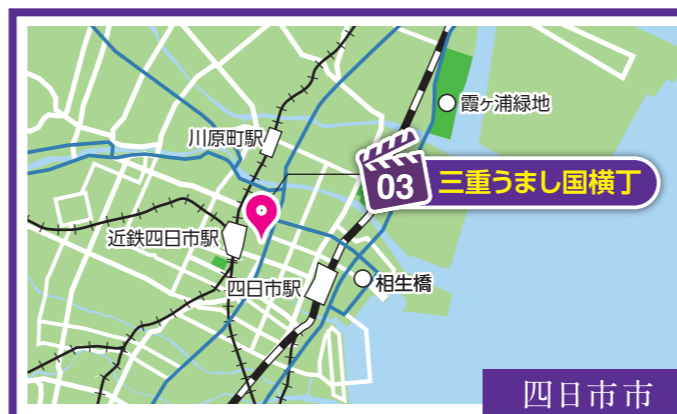 霞ヶ浦緑地
川原町駅
03 三重うまし国横丁
近鉄四日市駅
四日市駅
相生橋
四日市市